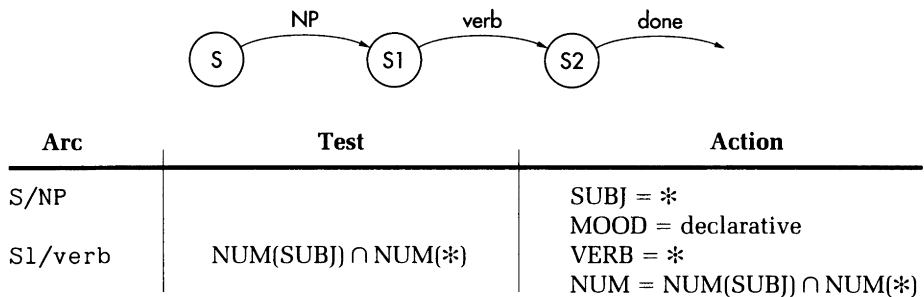 NP verb done
S S1 S2
Arc Test Action
S/NP SUBJ = *
MOOD = declarative
S1/verb NUM(SUBJ) ∩ NUM(*) VERB = *
NUM = NUM(SUBJ) ∩ NUM(*)